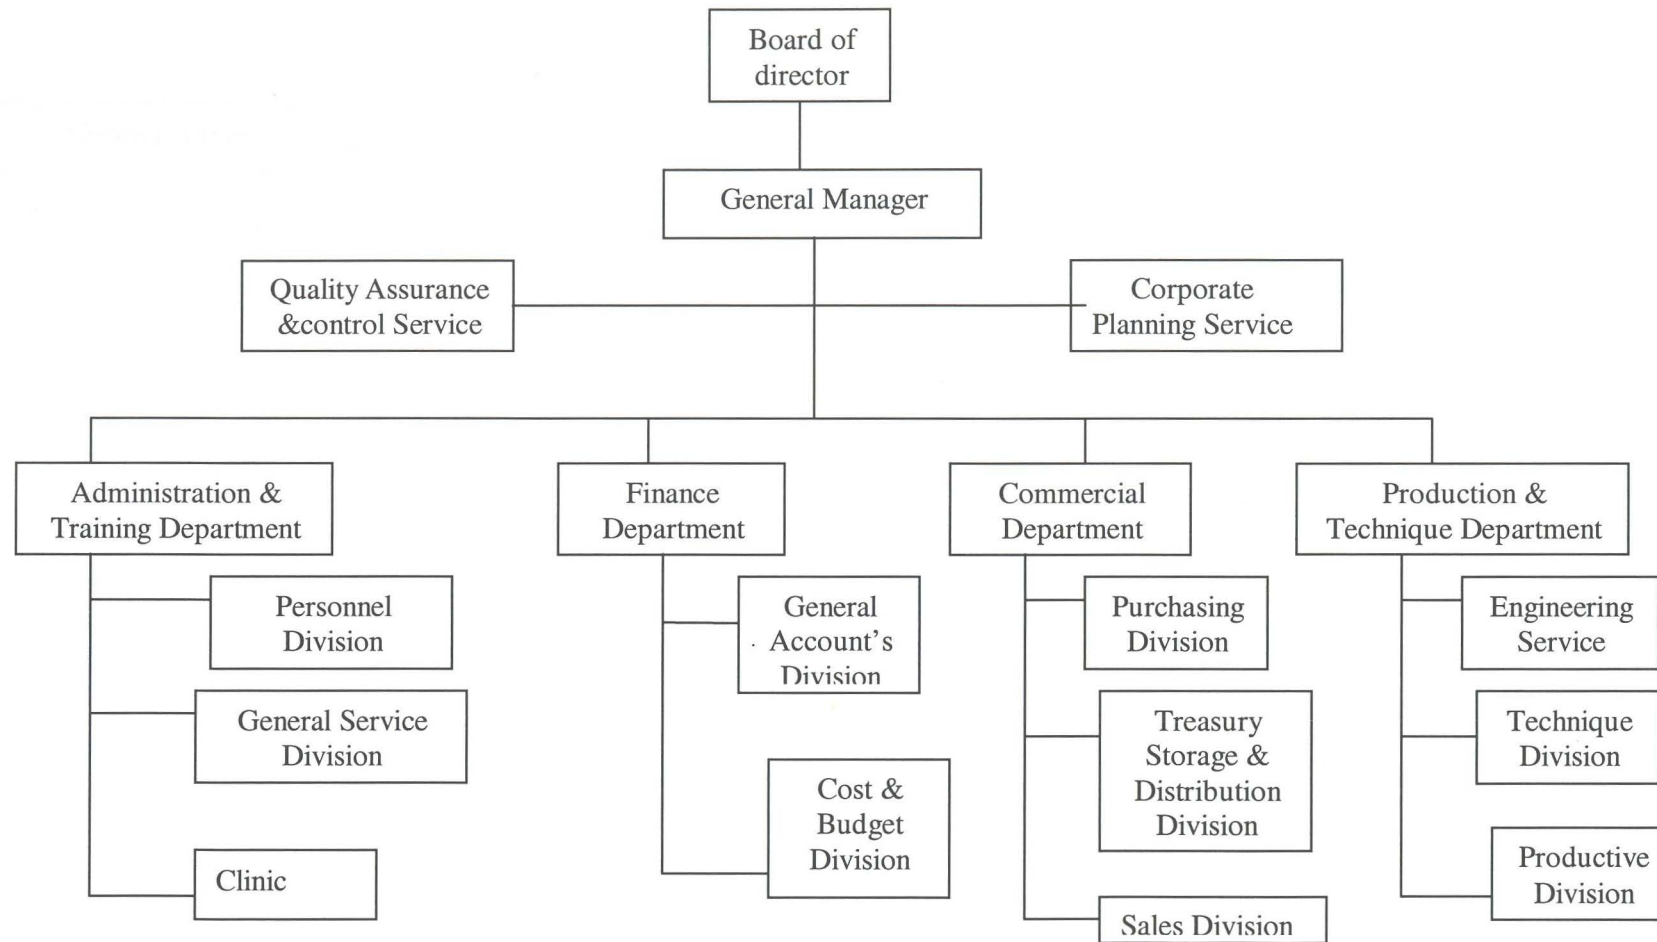 Board of
director
General Manager
Quality Assurance
&control Service
Corporate
Planning Service
Administration &
Training Department
Finance
Department
Commercial
Department
Production &
Technique Department
Personnel
Division
General Service
Division
Clinic
General
Account's
Division
Cost &
Budget
Division
Purchasing
Division
Treasury
Storage &
Distribution
Division
Sales Division
Engineering
Service
Technique
Division
Productive
Division